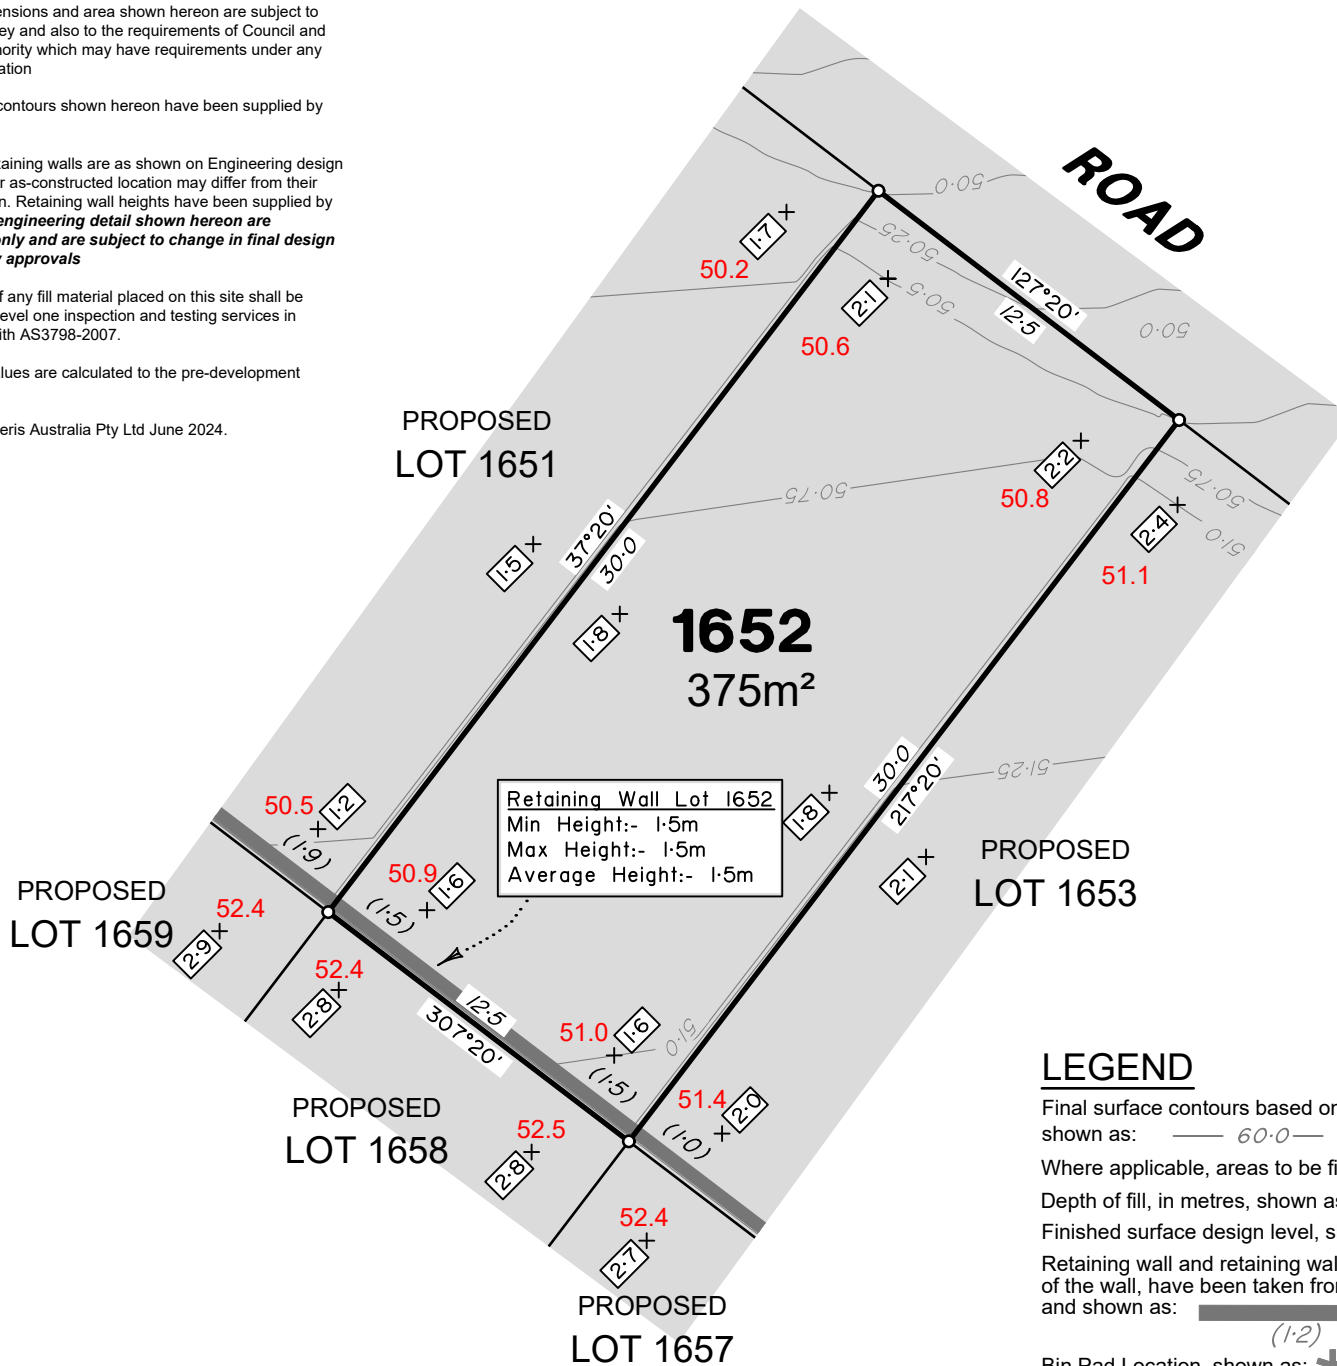 ensions and area shown hereon are subject to
ey and also to the requirements of Council and
ority which may have requirements under any
ation
contours shown hereon have been supplied by
aining walls are as shown on Engineering design
r as-constructed location may differ from their
n. Retaining wall heights have been supplied by
engineering detail shown hereon are
only and are subject to change in final design
y approvals
f any fill material placed on this site shall be
evel one inspection and testing services in
ith AS3798-2007.
lues are calculated to the pre-development
eris Australia Pty Ltd June 2024.
ROAD
50·0
50·25
50·5
127°20'
12·5
50·0
1·7
50.2
2·1
50.6
PROPOSED
LOT 1651
50·75
2·2
50.8
50·75
51·0
2·4
51.1
37°20'
30·0
1·5
1·8
1652
375m²
30·0
217°20'
51·25
1·8
2·1
PROPOSED
LOT 1653
Retaining Wall Lot 1652
Min Height:- 1·5m
Max Height:- 1·5m
Average Height:- 1·5m
50.5
1·2
(1·9)
50.9
1·6
(1·5)
PROPOSED
LOT 1659
52.4
2·9
52.4
2·8
12·5
307°20'
51.0
1·6
51·0
(1·5)
51.4
2·0
(1·0)
PROPOSED
LOT 1658
52.5
2·8
52.4
2·7
PROPOSED
LOT 1657
LEGEND
Final surface contours based or
shown as: 60·0
Where applicable, areas to be fi
Depth of fill, in metres, shown as
Finished surface design level, s
Retaining wall and retaining wal
of the wall, have been taken fro
and shown as:
(1·2)
Bin Pad Location, shown as: